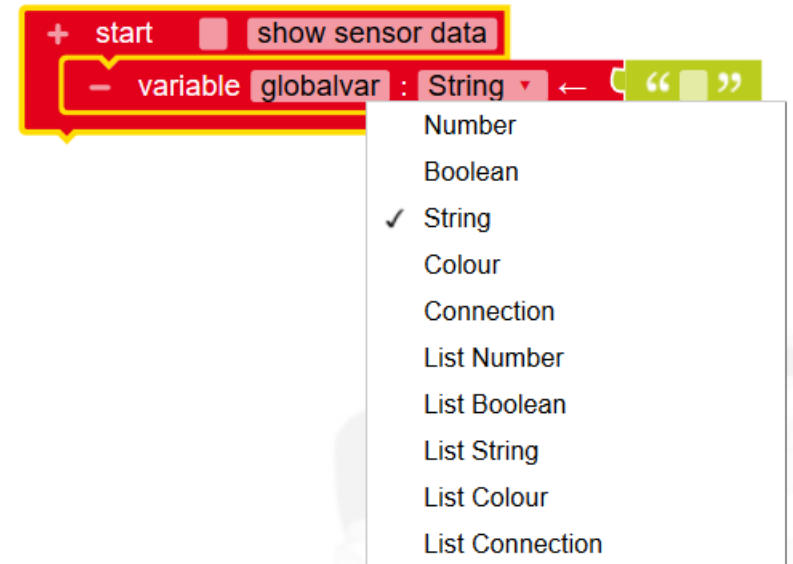 + start show sensor data
− variable globalvar : String ▾ ← “ ”
Number
Boolean
✓ String
Colour
Connection
List Number
List Boolean
List String
List Colour
List Connection